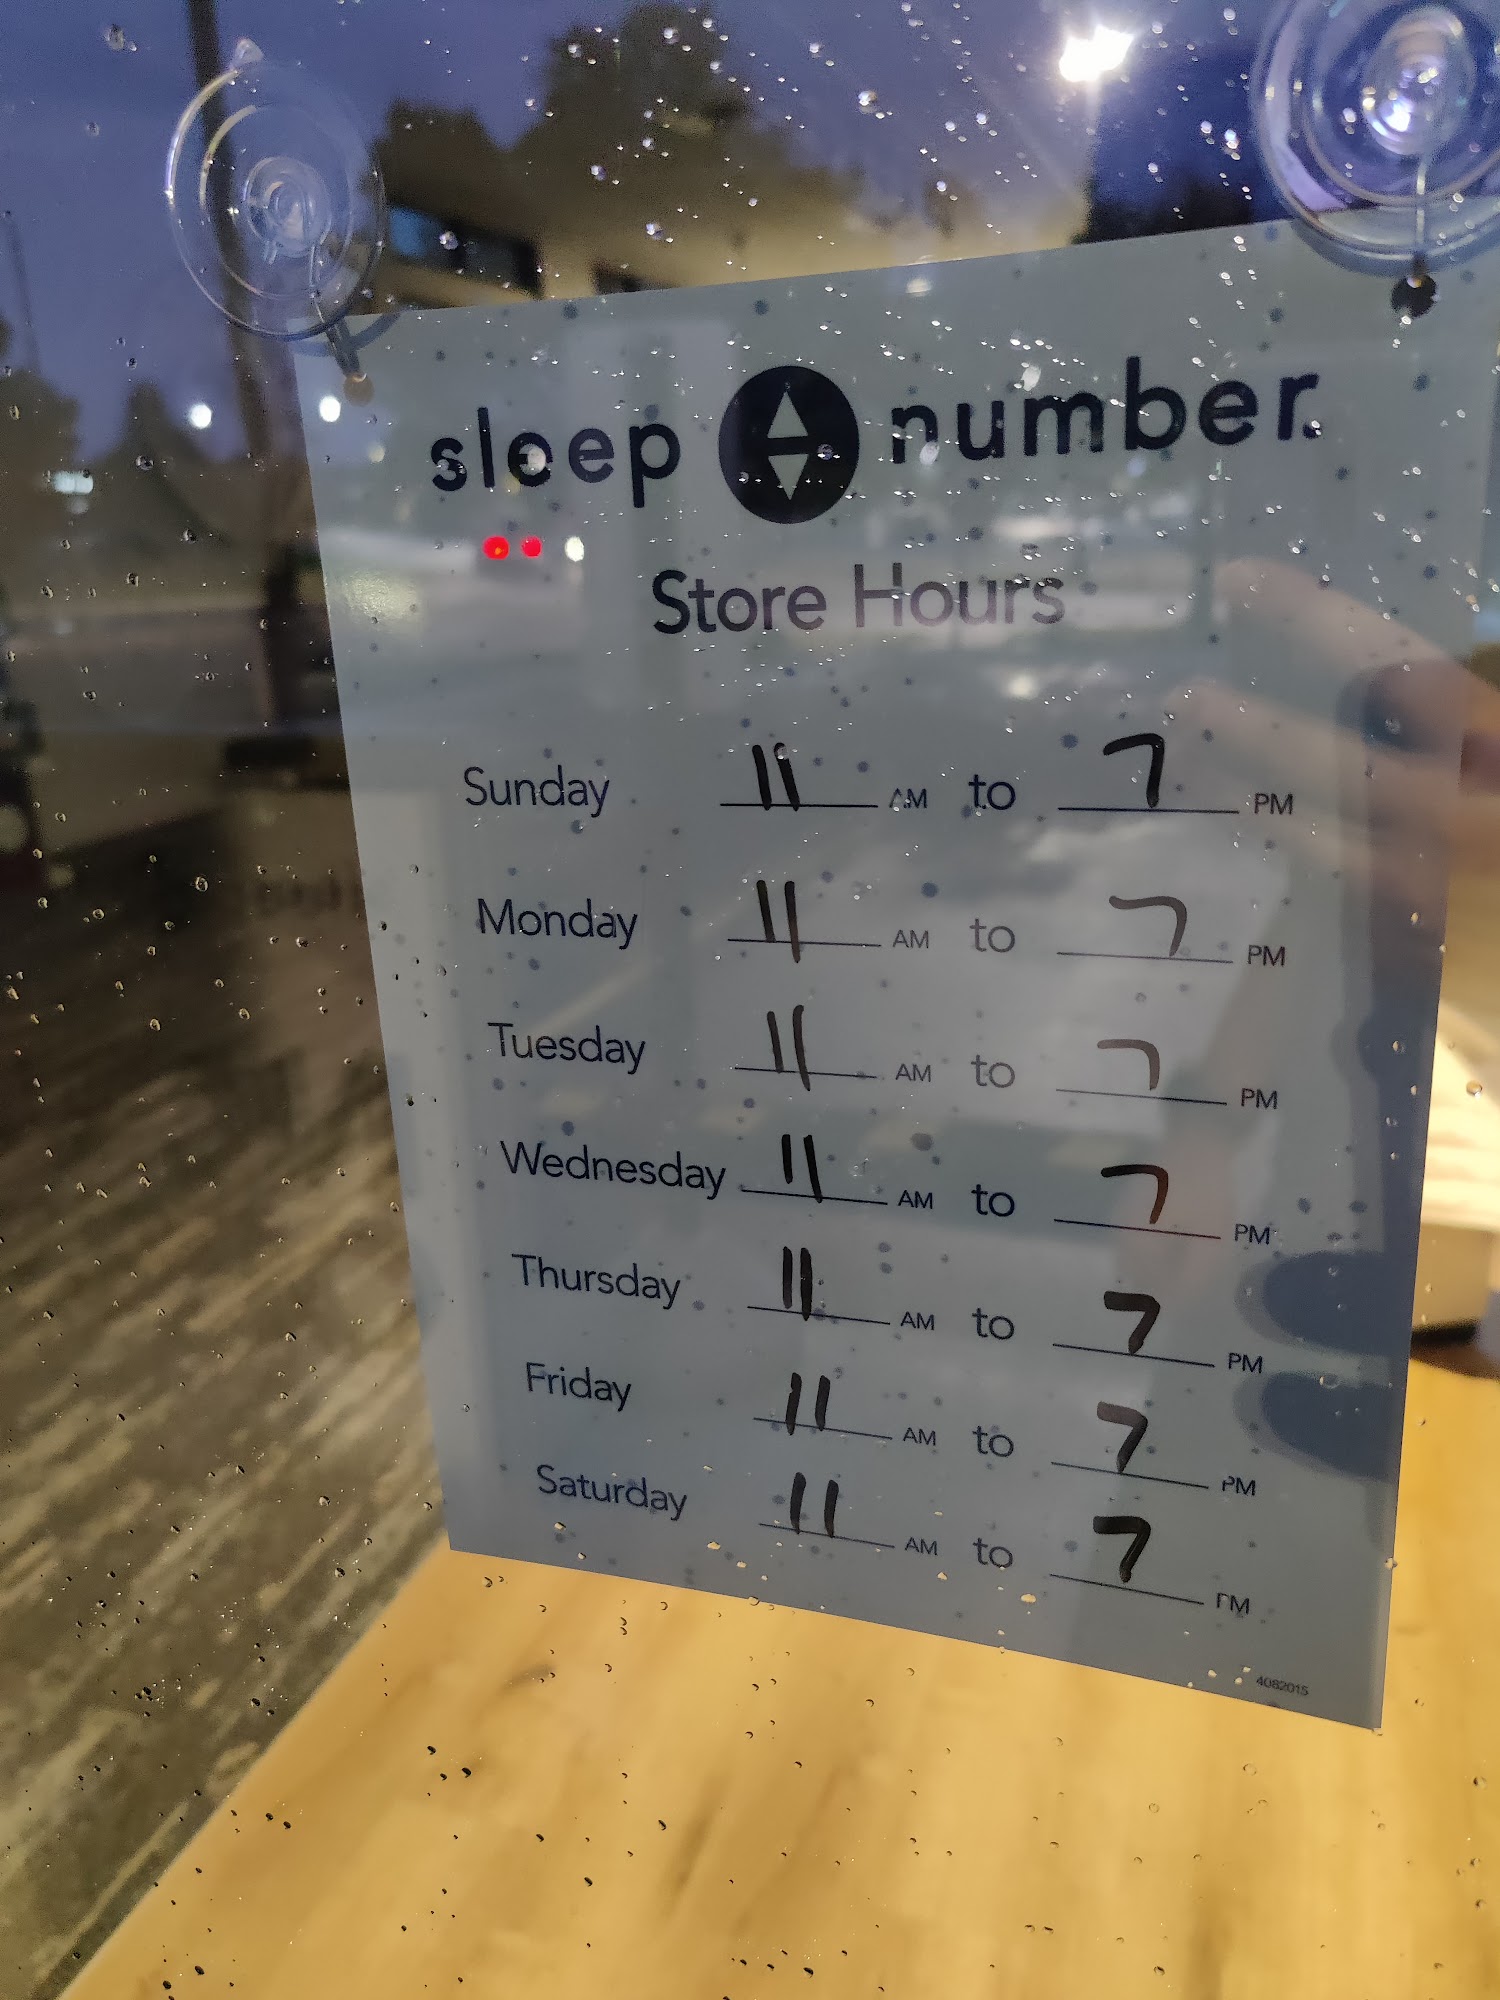 sleep number.
Store Hours
Sunday 11 AM to 7 PM
Monday 11 AM to 7 PM
Tuesday 11 AM to 7 PM
Wednesday 11 AM to 7 PM
Thursday 11 AM to 7 PM
Friday 11 AM to 7 PM
Saturday 11 AM to 7 PM
4082015